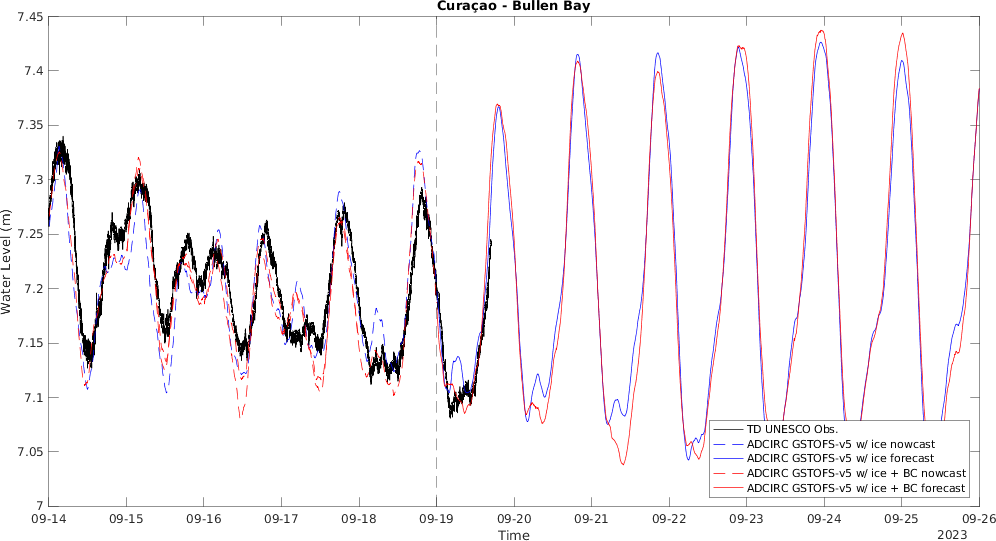 Curaçao - Bullen Bay
7.45
7.4
7.35
7.3
7.25
7.2
7.15
7.1
7.05
7
Water Level (m)
TD UNESCO Obs.
ADCIRC GSTOFS-v5 w/ ice nowcast
ADCIRC GSTOFS-v5 w/ ice forecast
ADCIRC GSTOFS-v5 w/ ice + BC nowcast
ADCIRC GSTOFS-v5 w/ ice + BC forecast
09-14 09-15 09-16 09-17 09-18 09-19 09-20 09-21 09-22 09-23 09-24 09-25 09-26
Time
2023